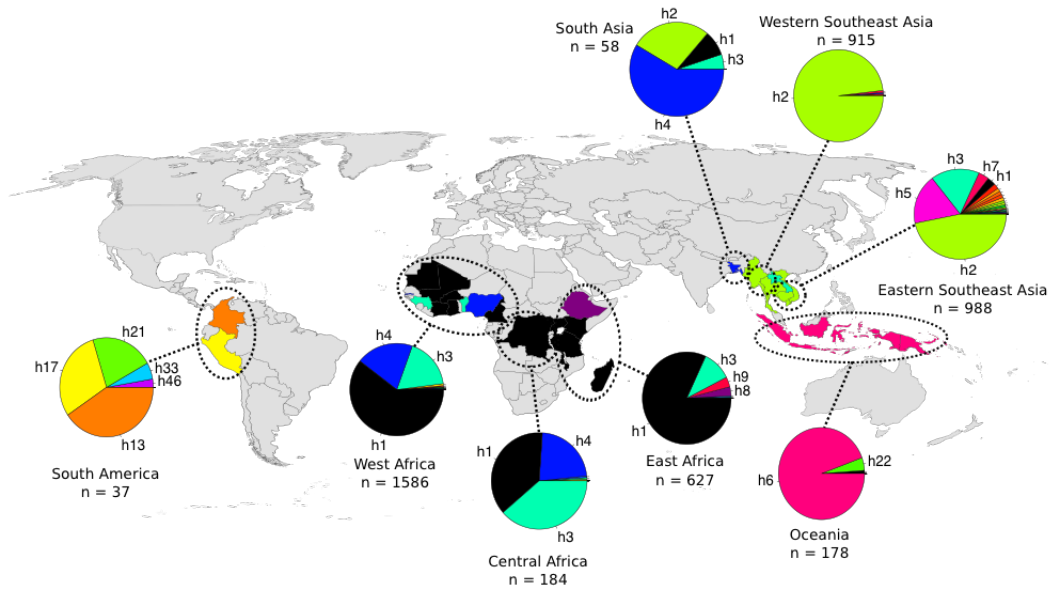 South Asia
n = 58
h2
h1
h3
h4
Western Southeast Asia
n = 915
h2
h3
h7
h1
h5
h2
Eastern Southeast Asia
n = 988
h21
h17
h33
h46
h13
South America
n = 37
h4
h3
h1
West Africa
n = 1586
h1
h4
h3
Central Africa
n = 184
h3
h9
h8
h1
East Africa
n = 627
h22
h6
Oceania
n = 178